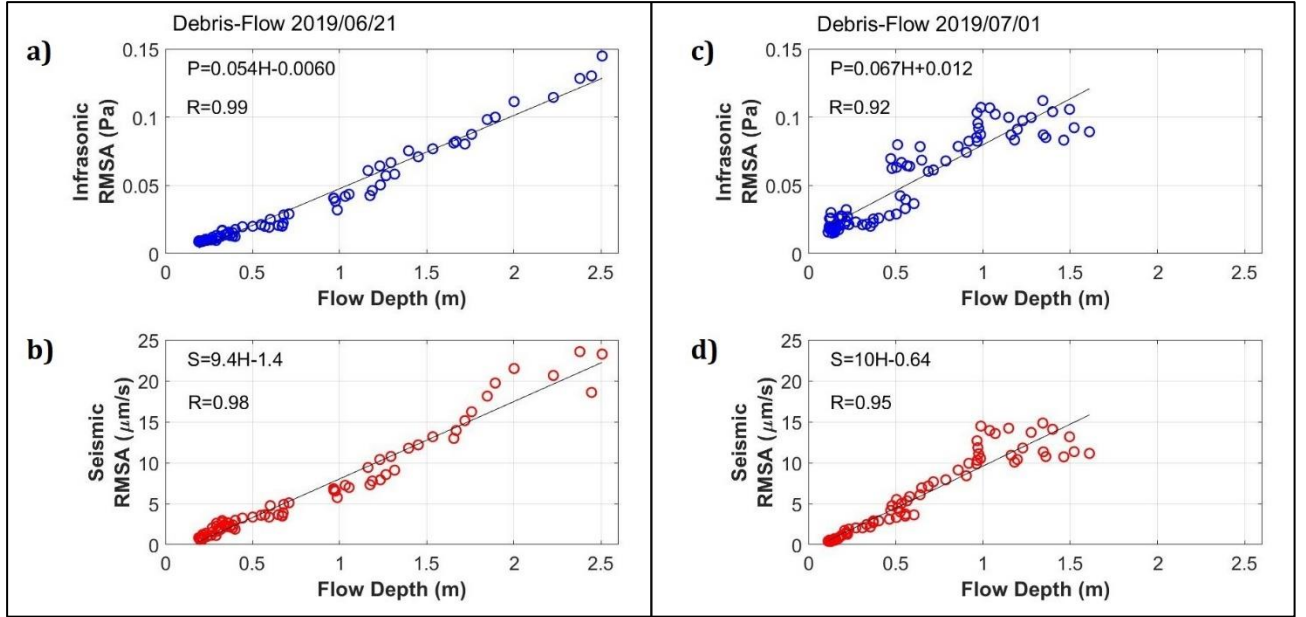 Debris-Flow 2019/06/21
a)
0.15
0.1
0.05
0
Infrasonic
RMSA (Pa)
P=0.054H-0.0060
R=0.99
0 0.5 1 1.5 2 2.5
Flow Depth (m)
b)
25
20
15
10
5
0
Seismic
RMSA (μm/s)
S=9.4H-1.4
R=0.98
0 0.5 1 1.5 2 2.5
Flow Depth (m)
Debris-Flow 2019/07/01
c)
0.15
0.1
0.05
0
Infrasonic
RMSA (Pa)
P=0.067H+0.012
R=0.92
0 0.5 1 1.5 2 2.5
Flow Depth (m)
d)
25
20
15
10
5
0
Seismic
RMSA (μm/s)
S=10H-0.64
R=0.95
0 0.5 1 1.5 2 2.5
Flow Depth (m)